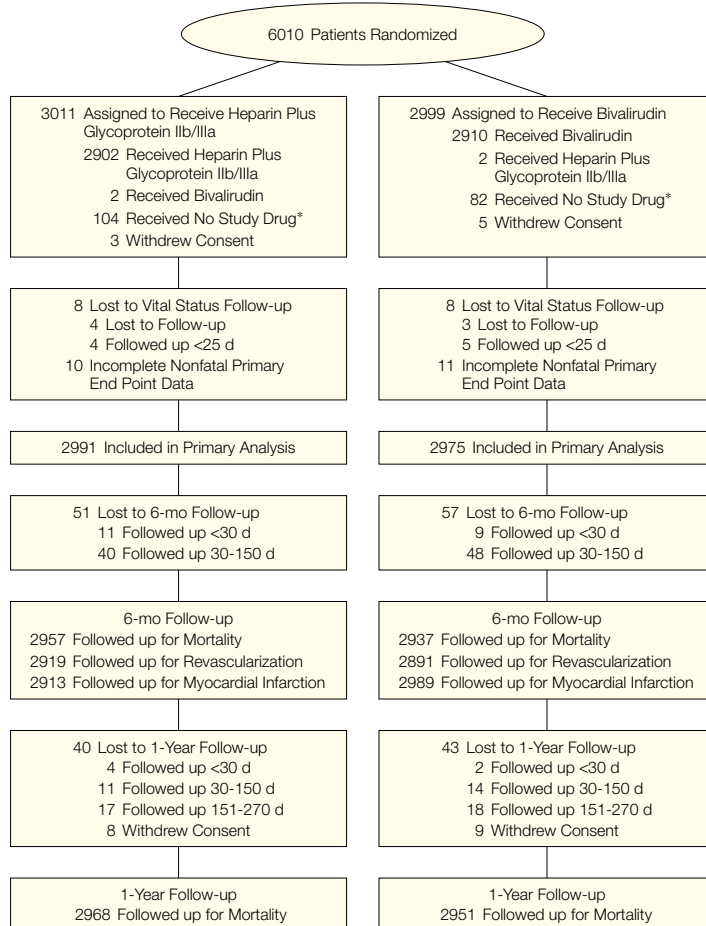 6010 Patients Randomized
3011 Assigned to Receive Heparin Plus
Glycoprotein IIb/IIIa
2902 Received Heparin Plus
Glycoprotein IIb/IIIa
2 Received Bivalirudin
104 Received No Study Drug*
3 Withdrew Consent
2999 Assigned to Receive Bivalirudin
2910 Received Bivalirudin
2 Received Heparin Plus
Glycoprotein IIb/IIIa
82 Received No Study Drug*
5 Withdrew Consent
8 Lost to Vital Status Follow-up
4 Lost to Follow-up
4 Followed up <25 d
10 Incomplete Nonfatal Primary
End Point Data
8 Lost to Vital Status Follow-up
3 Lost to Follow-up
5 Followed up <25 d
11 Incomplete Nonfatal Primary
End Point Data
2991 Included in Primary Analysis
2975 Included in Primary Analysis
51 Lost to 6-mo Follow-up
11 Followed up <30 d
40 Followed up 30-150 d
57 Lost to 6-mo Follow-up
9 Followed up <30 d
48 Followed up 30-150 d
6-mo Follow-up
2957 Followed up for Mortality
2919 Followed up for Revascularization
2913 Followed up for Myocardial Infarction
6-mo Follow-up
2937 Followed up for Mortality
2891 Followed up for Revascularization
2989 Followed up for Myocardial Infarction
40 Lost to 1-Year Follow-up
4 Followed up <30 d
11 Followed up 30-150 d
17 Followed up 151-270 d
8 Withdrew Consent
43 Lost to 1-Year Follow-up
2 Followed up <30 d
14 Followed up 30-150 d
18 Followed up 151-270 d
9 Withdrew Consent
1-Year Follow-up
2968 Followed up for Mortality
1-Year Follow-up
2951 Followed up for Mortality